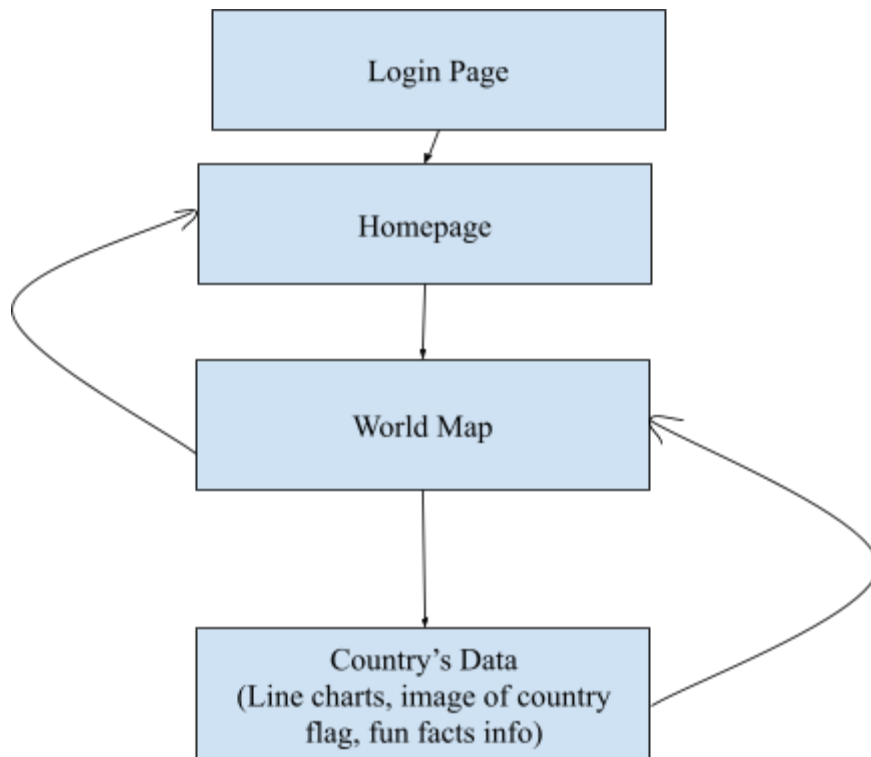 Login Page
Homepage
World Map
Country’s Data
(Line charts, image of country
flag, fun facts info)